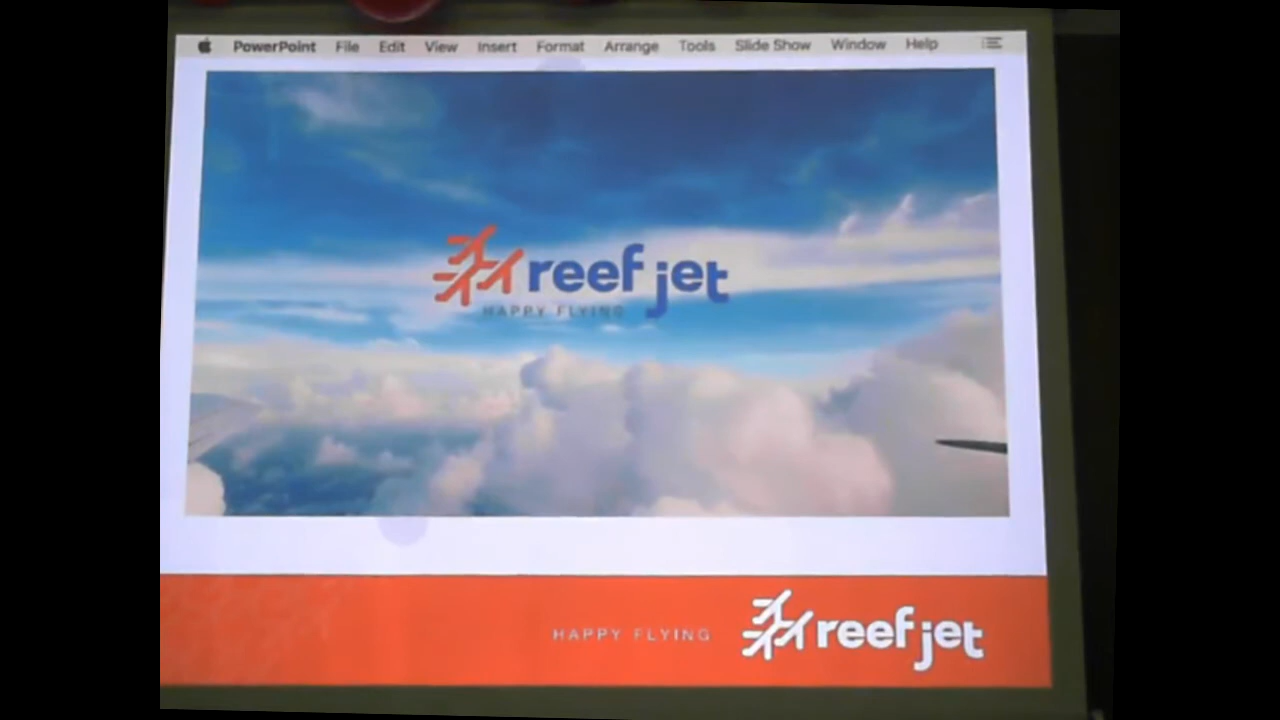 PowerPoint File Edit View Insert Format Arrange Tools Slide Show Window Help
reef jet
HAPPY FLYING
HAPPY FLYING reef jet